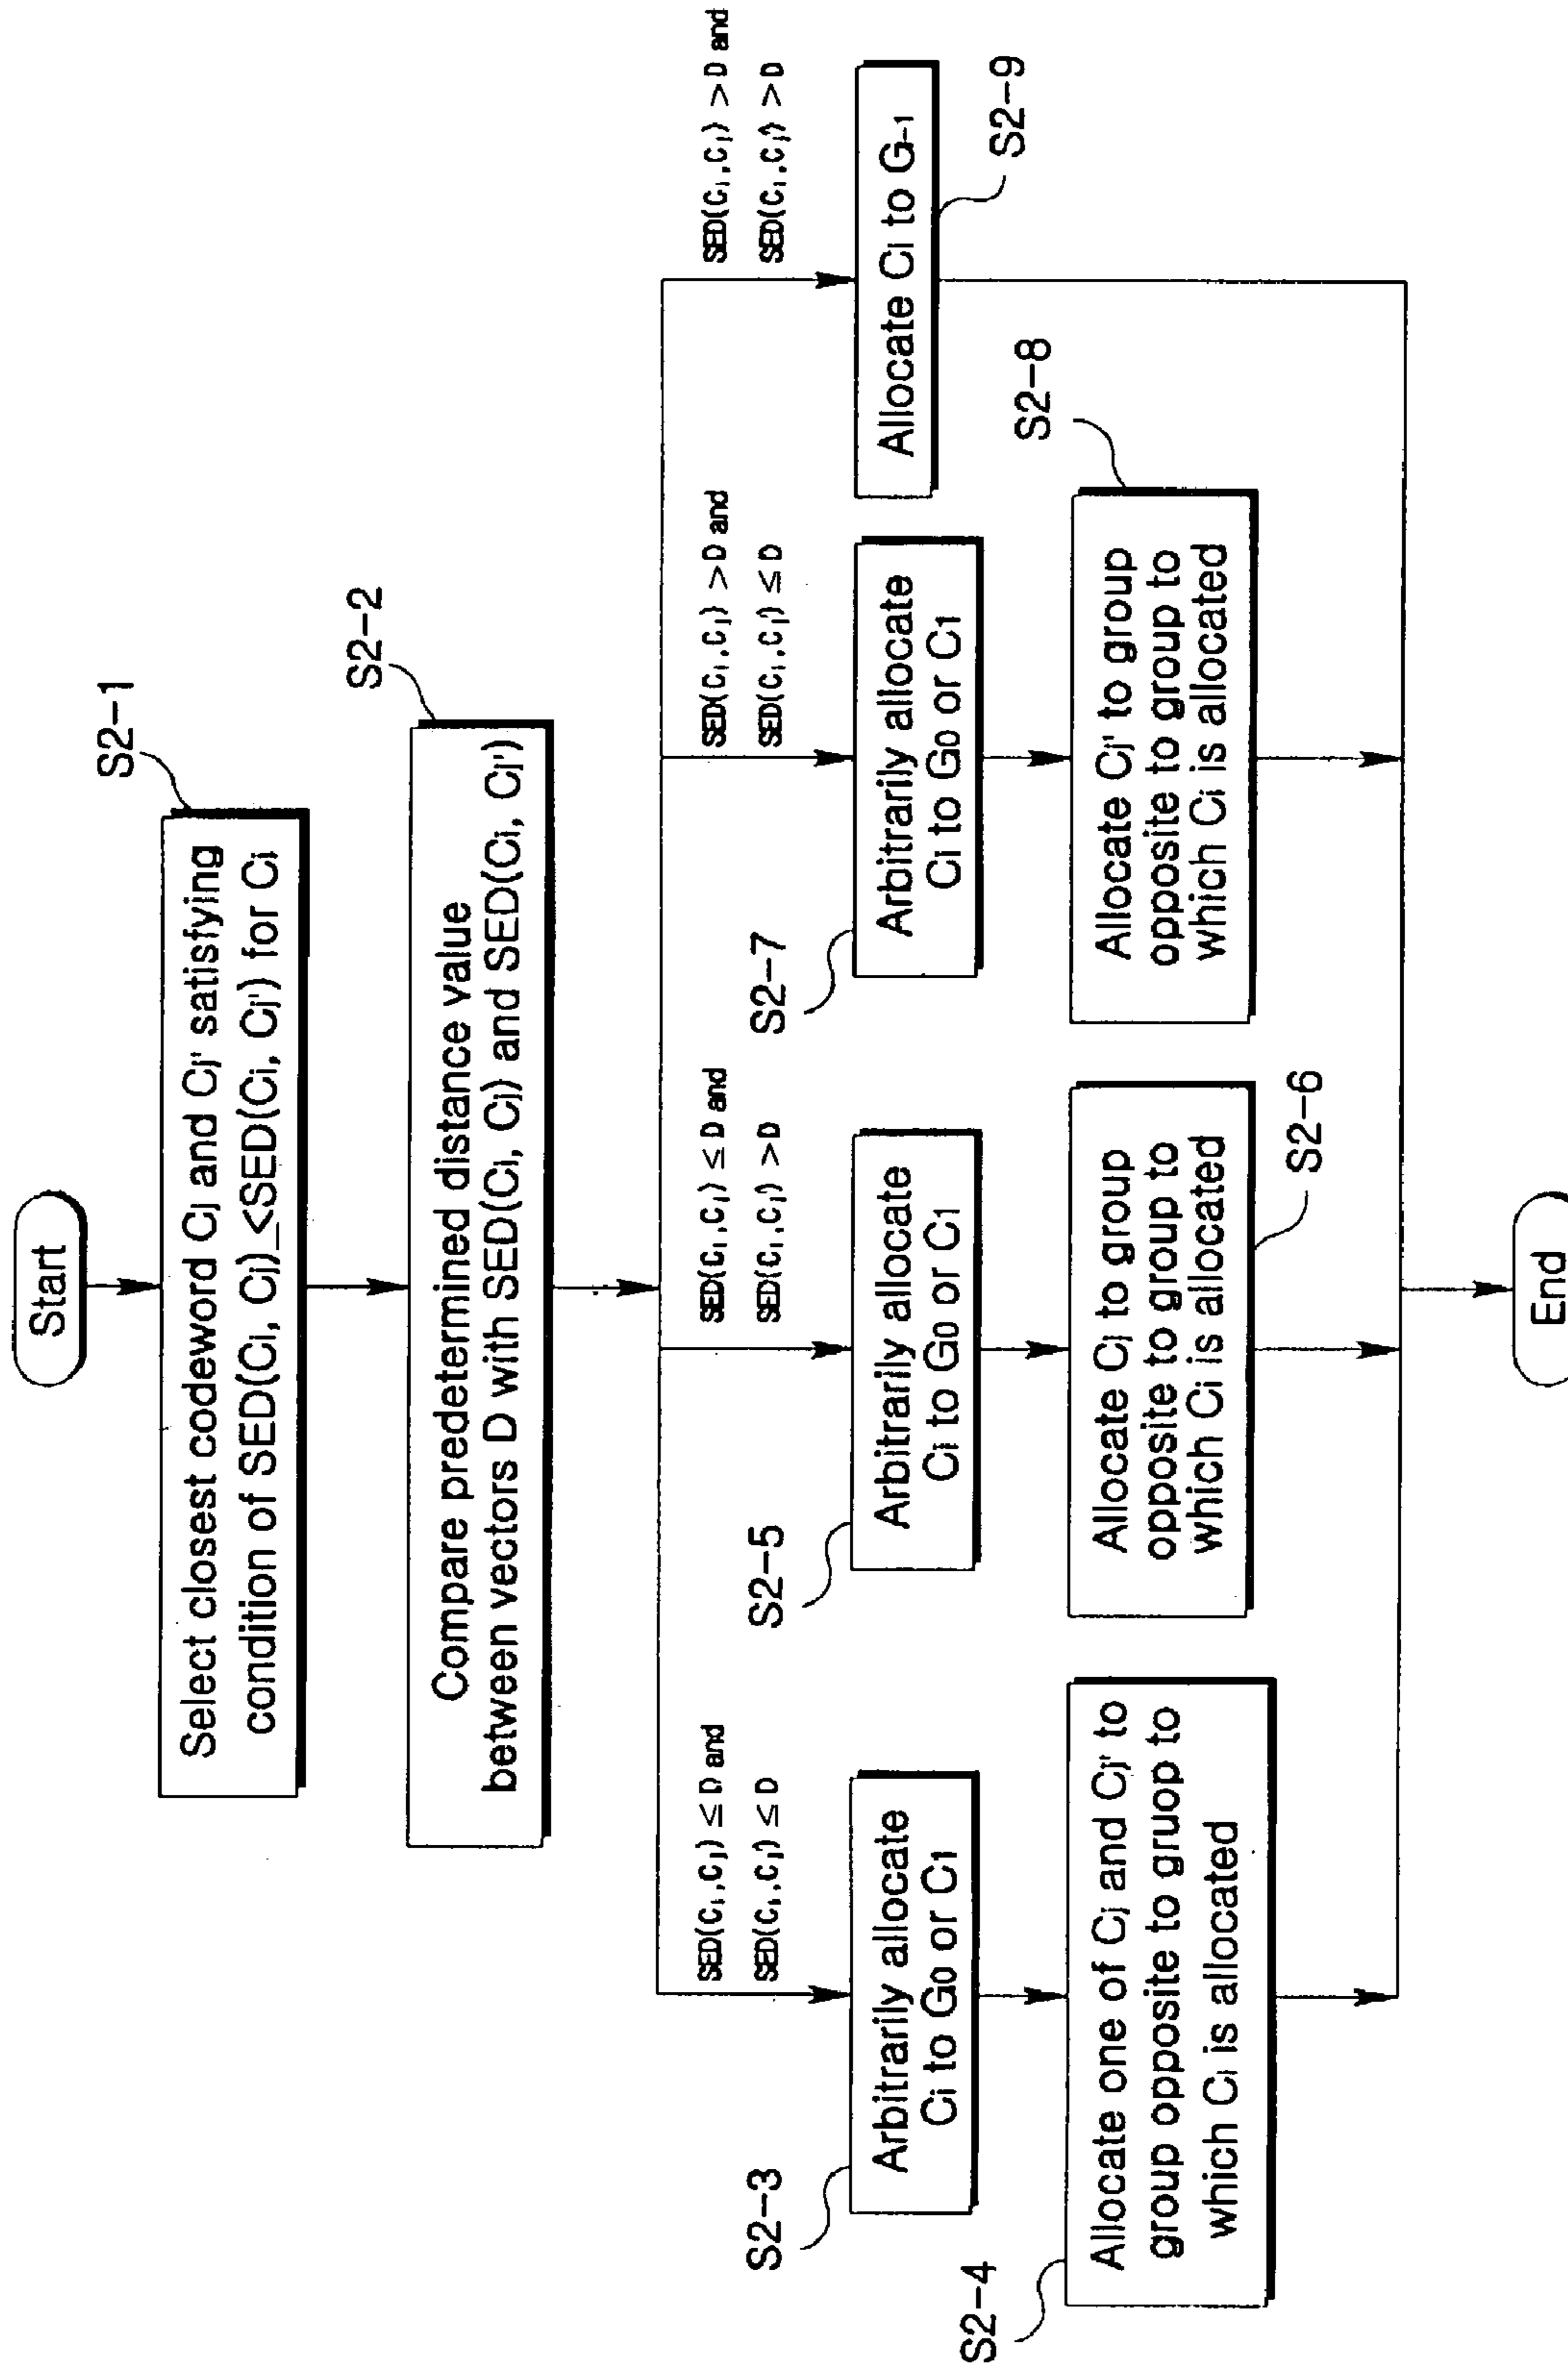 Start
S2-1
Select closest codeword Cj and Cj' satisfying
condition of SED(Ci, Cj)_<SED(Ci, Cj') for Ci
S2-2
Compare predetermined distance value
between vectors D with SED(Ci, Cj) and SED(Ci, Cj')
SED(Ci,Cj) ≤ D and
SED(Ci,Cj') ≤ D
S2-3
Arbitrarily allocate
Ci to G0 or C1
S2-4
Allocate one of Cj and Cj' to
group opposite to gruop to
which Ci is allocated
SED(Ci,Cj) ≤ D and
SED(Ci,Cj') >D
S2-5
Arbitrarily allocate
Ci to G0 or C1
Allocate Cj to group
opposite to group to
which Ci is allocated
S2-6
SED(Ci,Cj) >D and
SED(Ci,Cj') ≤ D
S2-7
Arbitrarily allocate
Ci to G0 or C1
S2-8
Allocate Cj' to group
opposite to group to
which Ci is allocated
SED(Ci,Cj) >D and
SED(Ci,Cj') >D
Allocate Ci to G-1
S2-9
End